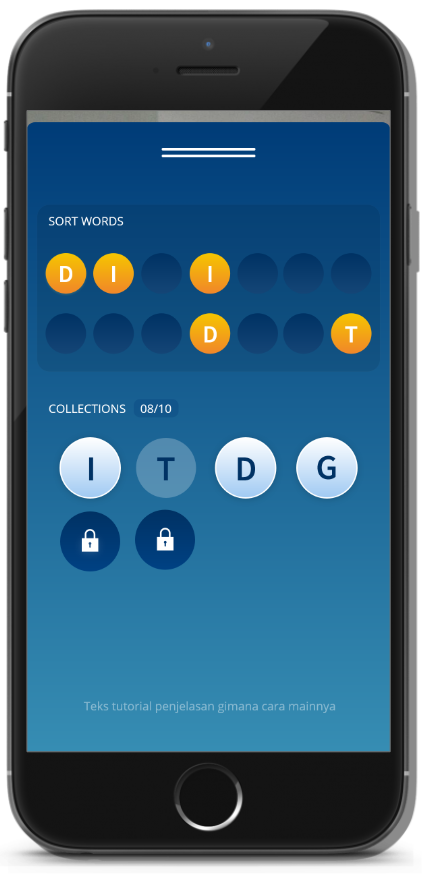 SORT WORDS
D I I
D T
COLLECTIONS 08/10
I T D G
Teks tutorial penjelasan gimana cara mainnya